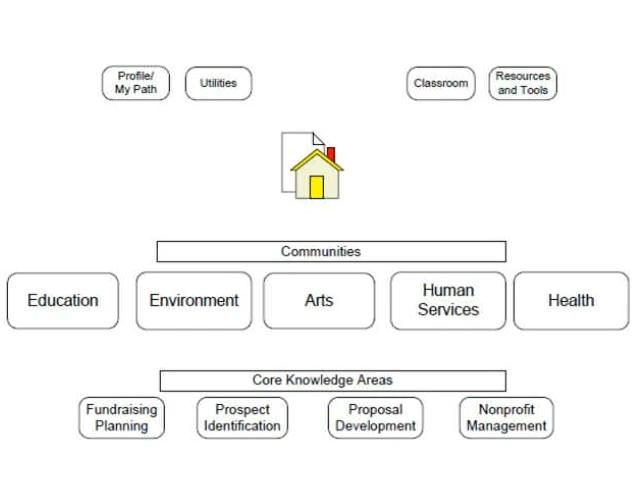 Profile/
My Path
Utilities
Classroom
Resources
and Tools
Communities
Education
Environment
Arts
Human
Services
Health
Core Knowledge Areas
Fundraising
Planning
Prospect
Identification
Proposal
Development
Nonprofit
Management